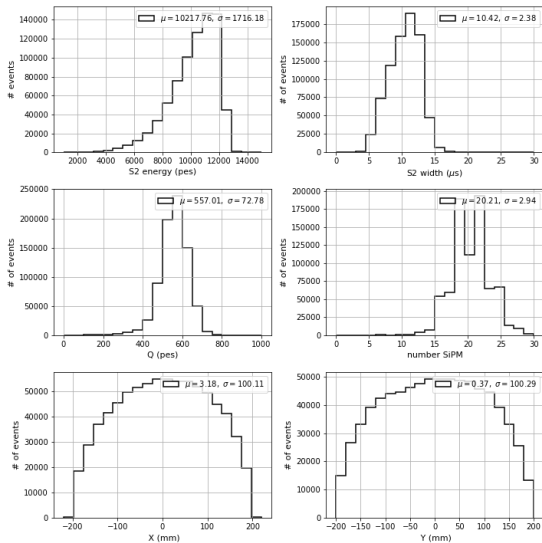 μ = 10217.76, σ = 1716.18
140000
120000
100000
80000
60000
40000
20000
0
# events
2000 4000 6000 8000 10000 12000 14000
S2 energy (pes)
μ = 10.42, σ = 2.38
175000
150000
125000
100000
75000
50000
25000
0
# of events
0 5 10 15 20 25 30
S2 width (μs)
μ = 557.01, σ = 72.78
250000
200000
150000
100000
50000
0
# of events
0 200 400 600 800 1000
Q (pes)
μ = 20.21, σ = 2.94
200000
175000
150000
125000
100000
75000
50000
25000
0
# of events
0 5 10 15 20 25 30
number SiPM
μ = 3.18, σ = 100.11
50000
40000
30000
20000
10000
0
# of events
−200 −100 0 100 200
X (mm)
μ = 0.37, σ = 100.29
50000
40000
30000
20000
10000
0
# of events
−200 −150 −100 −50 0 50 100 150 200
Y (mm)